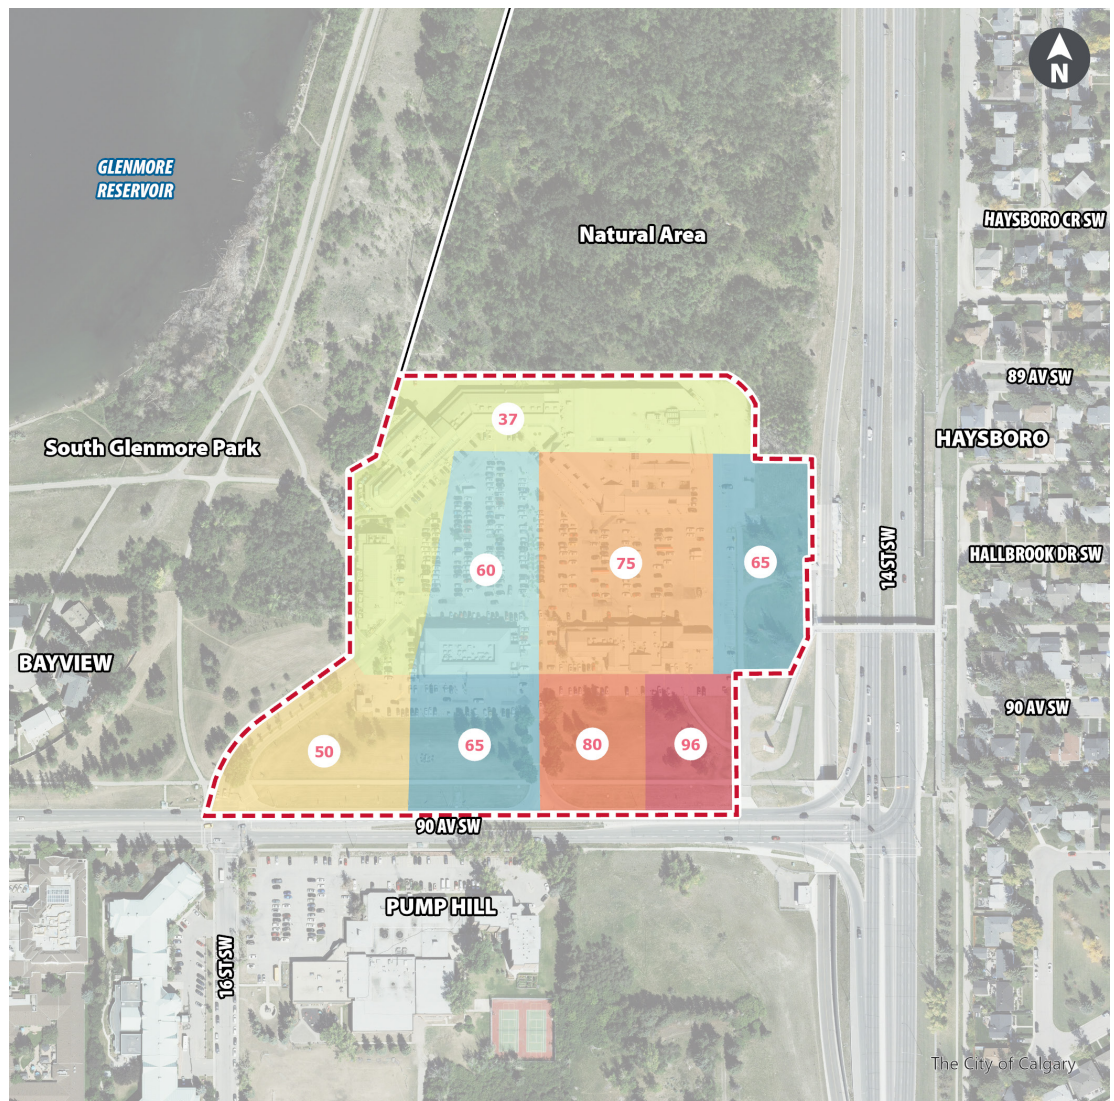 N
GLENMORE
RESERVOIR
HAYSBORO CR SW
Natural Area
89 AV SW
37
HAYSBORO
South Glenmore Park
14 ST SW
HALLBROOK DR SW
60
75
65
BAYVIEW
90 AV SW
50
65
80
96
90 AV SW
PUMP HILL
16 ST SW
The City of Calgary